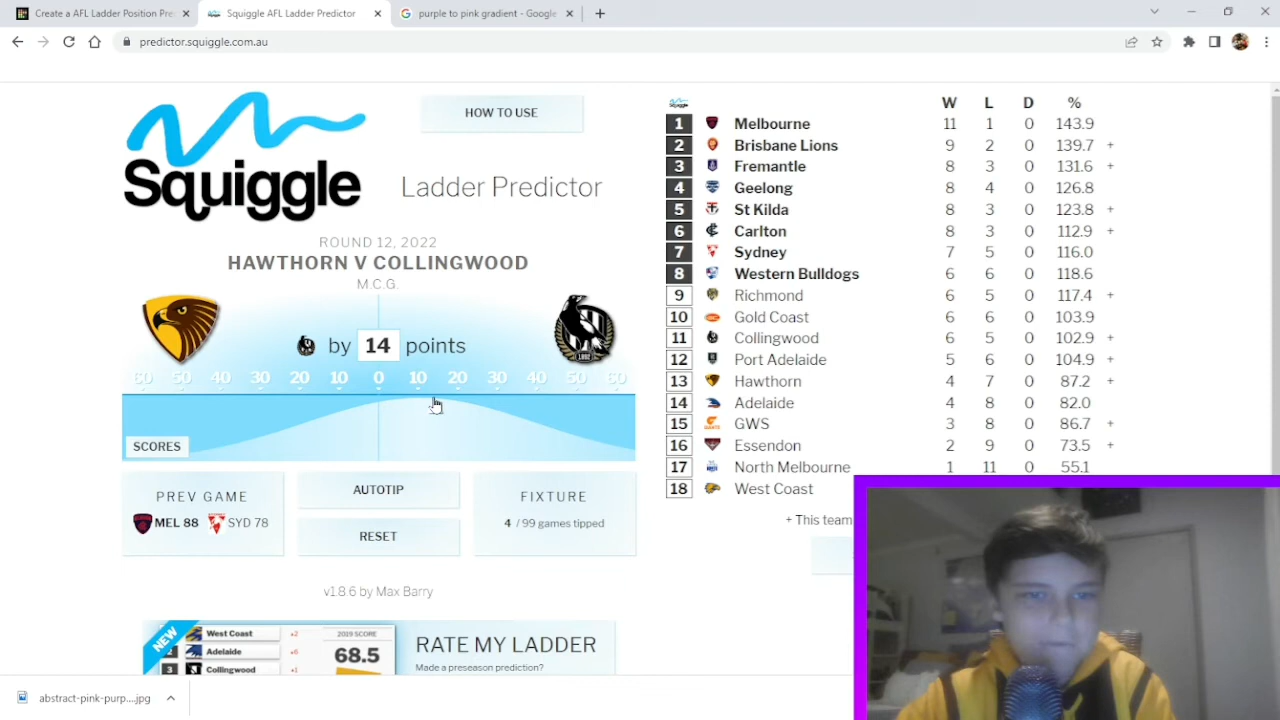 Create a AFL Ladder Position Pre
Squiggle AFL Ladder Predictor
purple to pink gradient - Google
predictor.squiggle.com.au
Squiggle
HOW TO USE
Ladder Predictor
ROUND 12, 2022
HAWTHORN V COLLINGWOOD
M.C.G.
by 14 points
60 50 40 30 20 10 0 10 20 30 40 50 60
SCORES
PREV GAME
MEL 88 SYD 78
AUTOTIP
RESET
FIXTURE
4 / 99 games tipped
v1.8.6 by Max Barry
NEW
West Coast +2
Adelaide +6
3 Collingwood +1
2019 SCORE
68.5
RATE MY LADDER
Made a preseason prediction?
W L D %
1 Melbourne 11 1 0 143.9
2 Brisbane Lions 9 2 0 139.7 +
3 Fremantle 8 3 0 131.6 +
4 Geelong 8 4 0 126.8
5 St Kilda 8 3 0 123.8 +
6 Carlton 8 3 0 112.9 +
7 Sydney 7 5 0 116.0
8 Western Bulldogs 6 6 0 118.6
9 Richmond 6 5 0 117.4 +
10 Gold Coast 6 6 0 103.9
11 Collingwood 6 5 0 102.9 +
12 Port Adelaide 5 6 0 104.9 +
13 Hawthorn 4 7 0 87.2 +
14 Adelaide 4 8 0 82.0
15 GWS 3 8 0 86.7 +
16 Essendon 2 9 0 73.5 +
17 North Melbourne 1 11 0 55.1
18 West Coast
+ This team
abstract-pink-purp....jpg